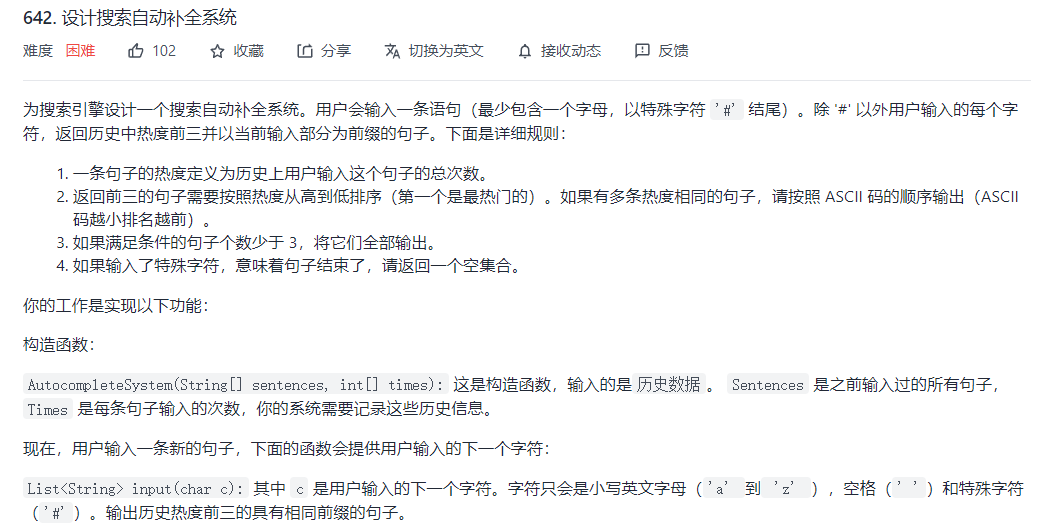 642. 设计搜索自动补全系统
难度 困难 102 收藏 分享 切换为英文 接收动态 反馈
为搜索引擎设计一个搜索自动补全系统。用户会输入一条语句（最少包含一个字母，以特殊字符 '#' 结尾）。除 '#' 以外用户输入的每个字
符，返回历史中热度前三并以当前输入部分为前缀的句子。下面是详细规则：
1. 一条句子的热度定义为历史上用户输入这个句子的总次数。
2. 返回前三的句子需要按照热度从高到低排序（第一个是最热门的）。如果有多条热度相同的句子，请按照 ASCII 码的顺序输出（ASCII
码越小排名越前）。
3. 如果满足条件的句子个数少于 3，将它们全部输出。
4. 如果输入了特殊字符，意味着句子结束了，请返回一个空集合。
你的工作是实现以下功能：
构造函数：
AutocompleteSystem(String[] sentences, int[] times): 这是构造函数，输入的是历史数据 。 Sentences 是之前输入过的所有句子，
Times 是每条句子输入的次数，你的系统需要记录这些历史信息。
现在，用户输入一条新的句子，下面的函数会提供用户输入的下一个字符：
List<String> input(char c): 其中 c 是用户输入的下一个字符。字符只会是小写英文字母（'a' 到 'z' ），空格（' '）和特殊字符
（'#'）。输出历史热度前三的具有相同前缀的句子。